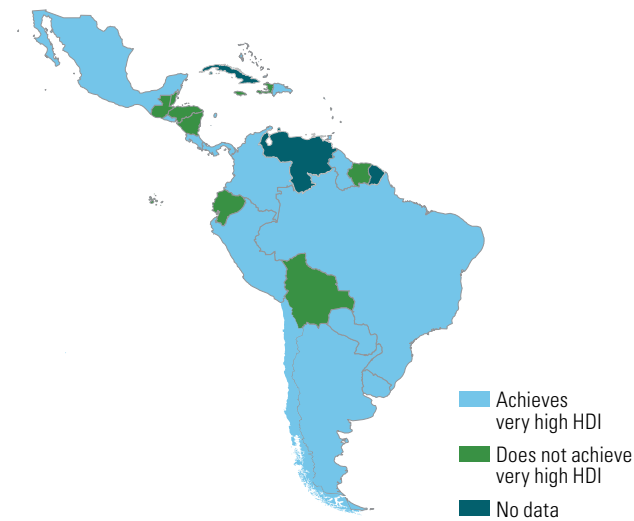 Achieves
very high HDI
Does not achieve
very high HDI
No data